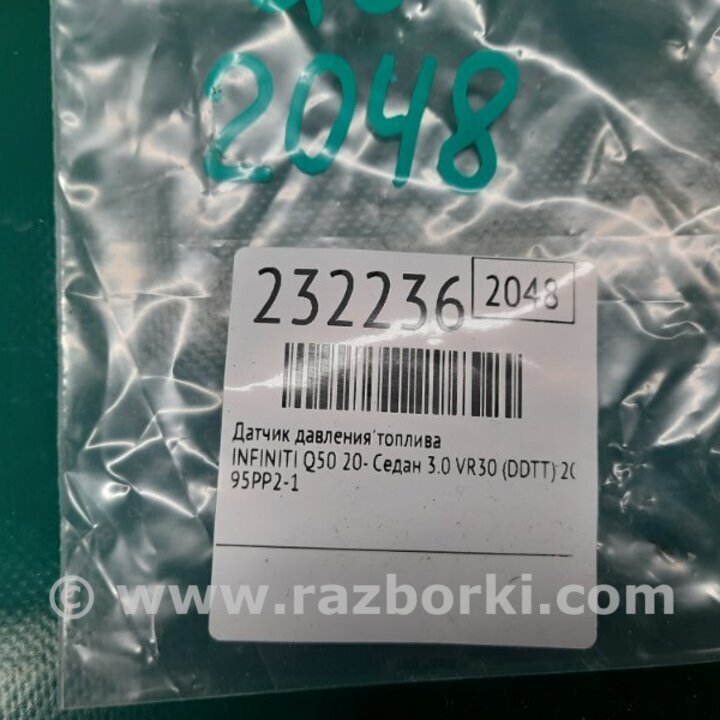 2048
232236 2048
Датчик давления топлива
INFINITI Q50 20- Седан 3.0 VR30 (DDTT)
95PP2-1
© www.razborki.com